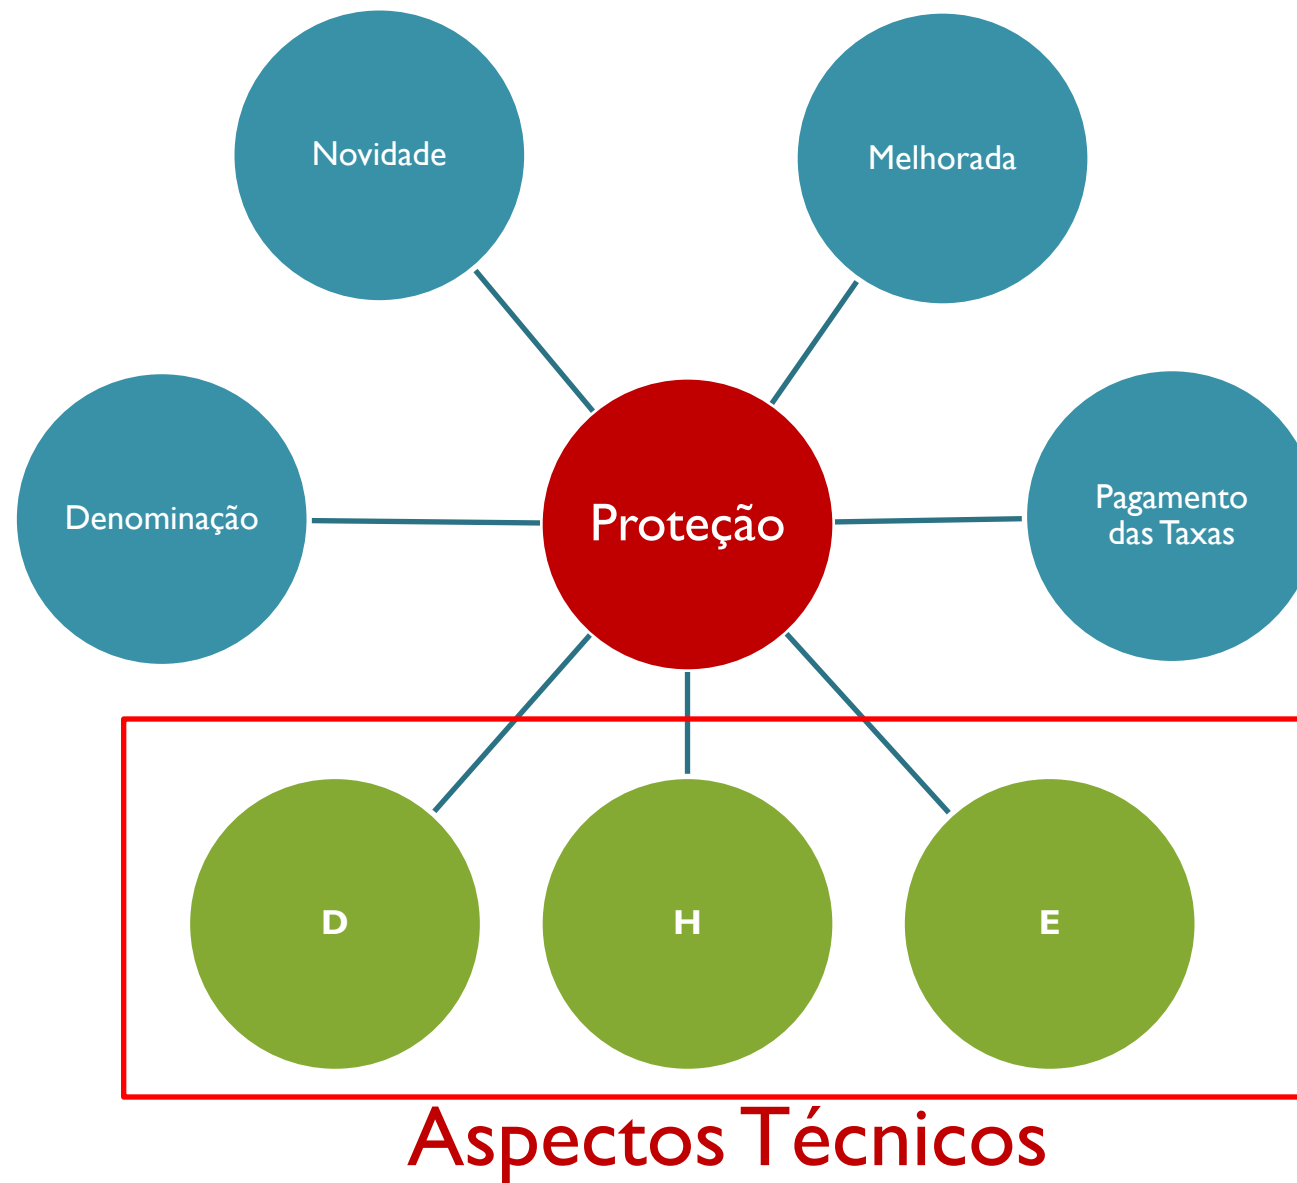 Novidade
Melhorada
Denominação
Proteção
Pagamento
das Taxas
D
H
E
Aspectos Técnicos